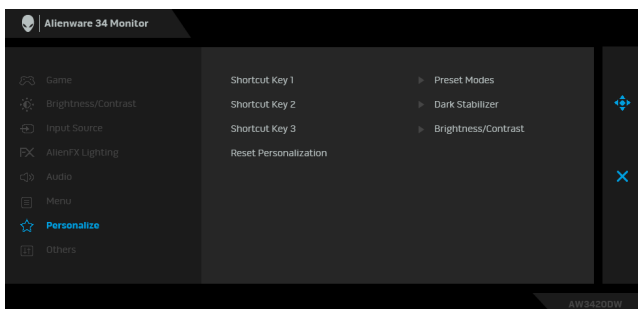 Alienware 34 Monitor
Game
Brightness/Contrast
Input Source
AlienFX Lighting
Audio
Menu
Personalize
Others
Shortcut Key 1 Preset Modes
Shortcut Key 2 Dark Stabilizer
Shortcut Key 3 Brightness/Contrast
Reset Personalization
AW3420DW